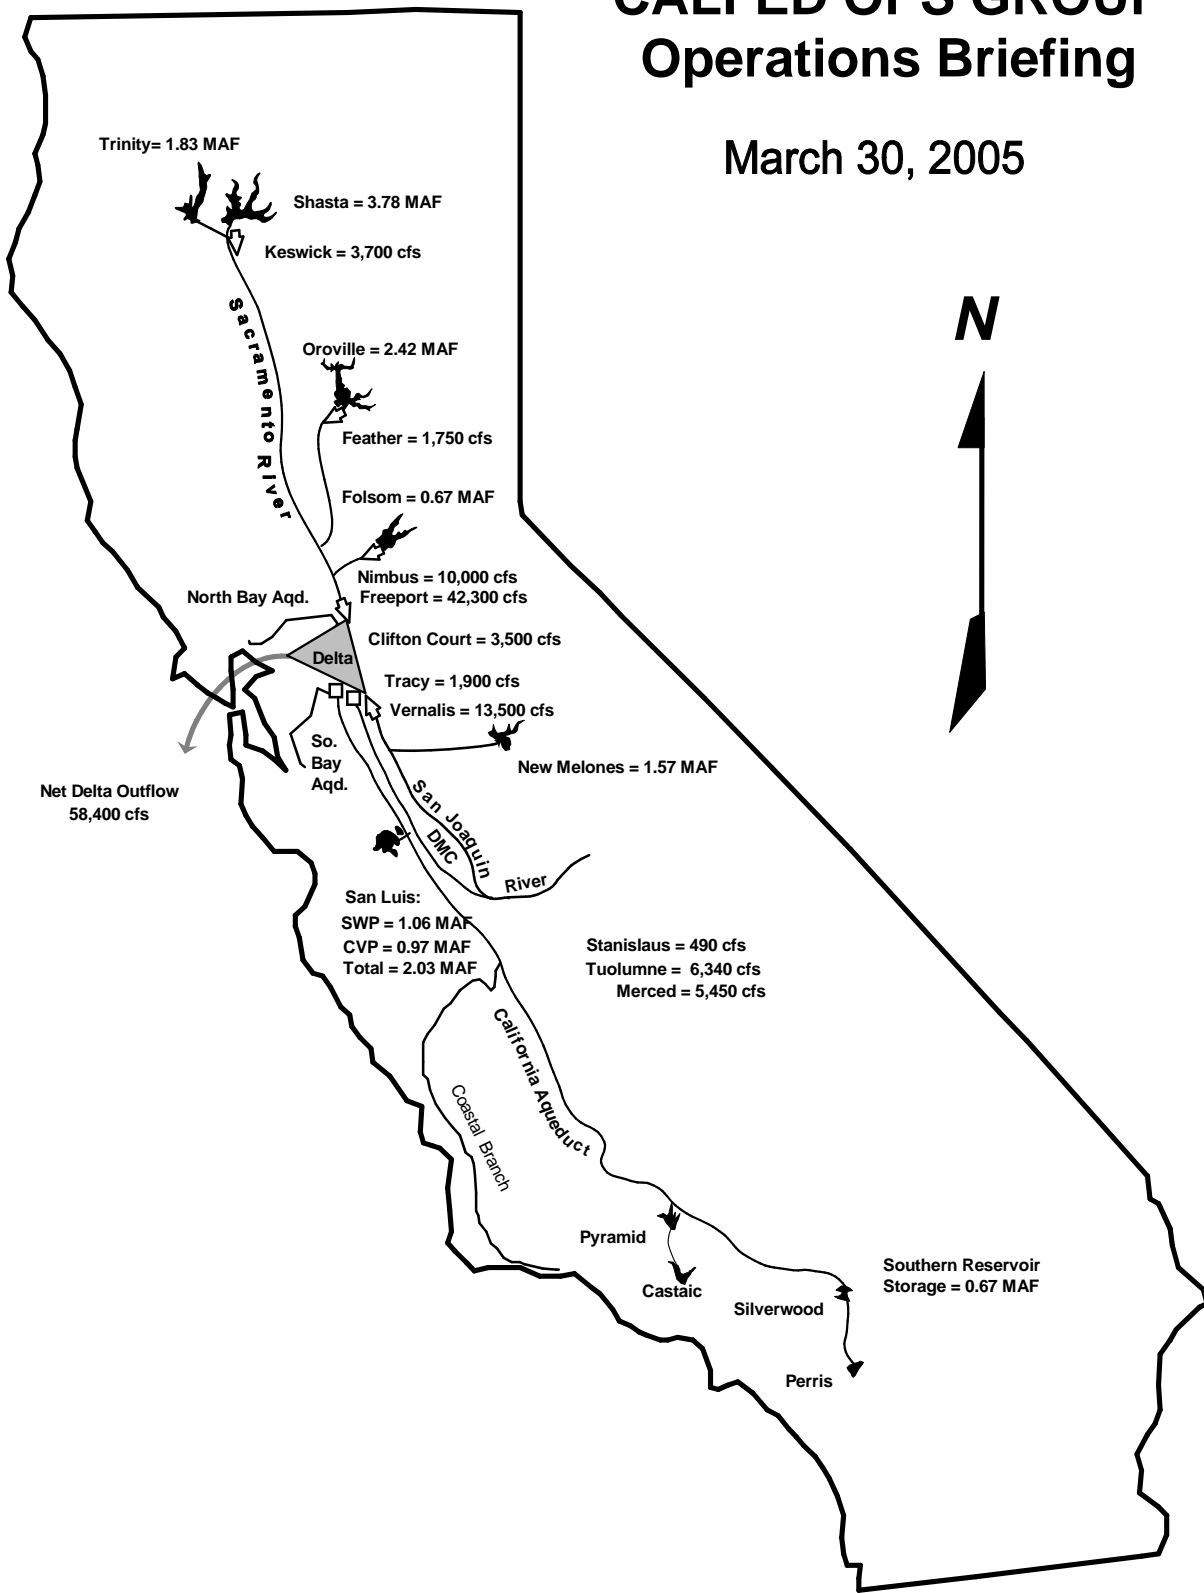 CALFED OPS GROUP
Operations Briefing
March 30, 2005
Trinity= 1.83 MAF
Shasta = 3.78 MAF
Keswick = 3,700 cfs
N
Sacramento River
Oroville = 2.42 MAF
Feather = 1,750 cfs
Folsom = 0.67 MAF
Nimbus = 10,000 cfs
North Bay Aqd.
Freeport = 42,300 cfs
Clifton Court = 3,500 cfs
Delta
Tracy = 1,900 cfs
Vernalis = 13,500 cfs
So.
Bay
Aqd.
New Melones = 1.57 MAF
Net Delta Outflow
58,400 cfs
San Joaquin
River
DMC
San Luis:
SWP = 1.06 MAF
CVP = 0.97 MAF
Total = 2.03 MAF
Stanislaus = 490 cfs
Tuolumne =  6,340 cfs
Merced = 5,450 cfs
California Aqueduct
Coastal Branch
Pyramid
Castaic
Silverwood
Southern Reservoir
Storage = 0.67 MAF
Perris